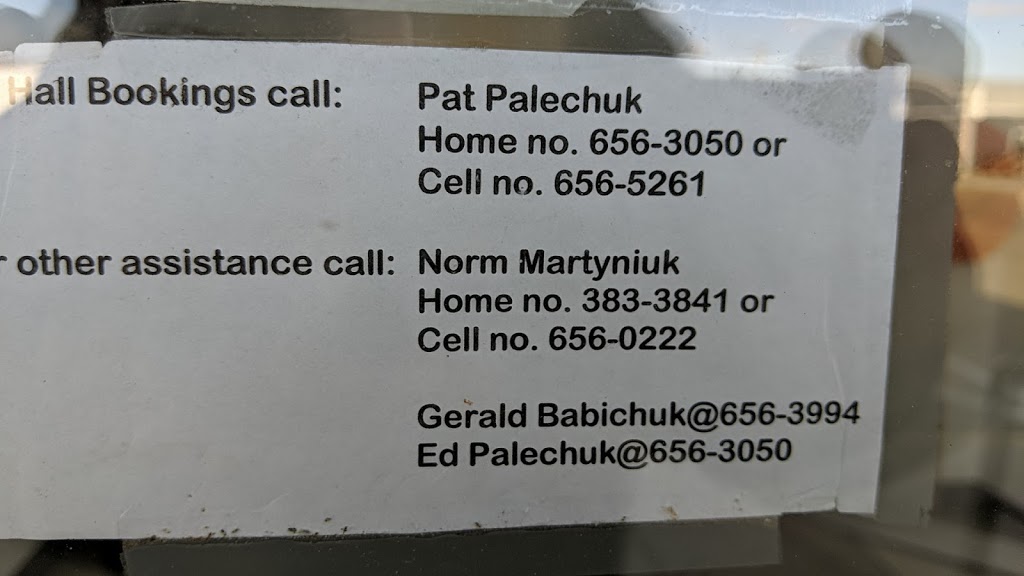 Hall Bookings call: Pat Palechuk
Home no. 656-3050 or
Cell no. 656-5261
r other assistance call: Norm Martyniuk
Home no. 383-3841 or
Cell no. 656-0222
Gerald Babichuk@656-3994
Ed Palechuk@656-3050